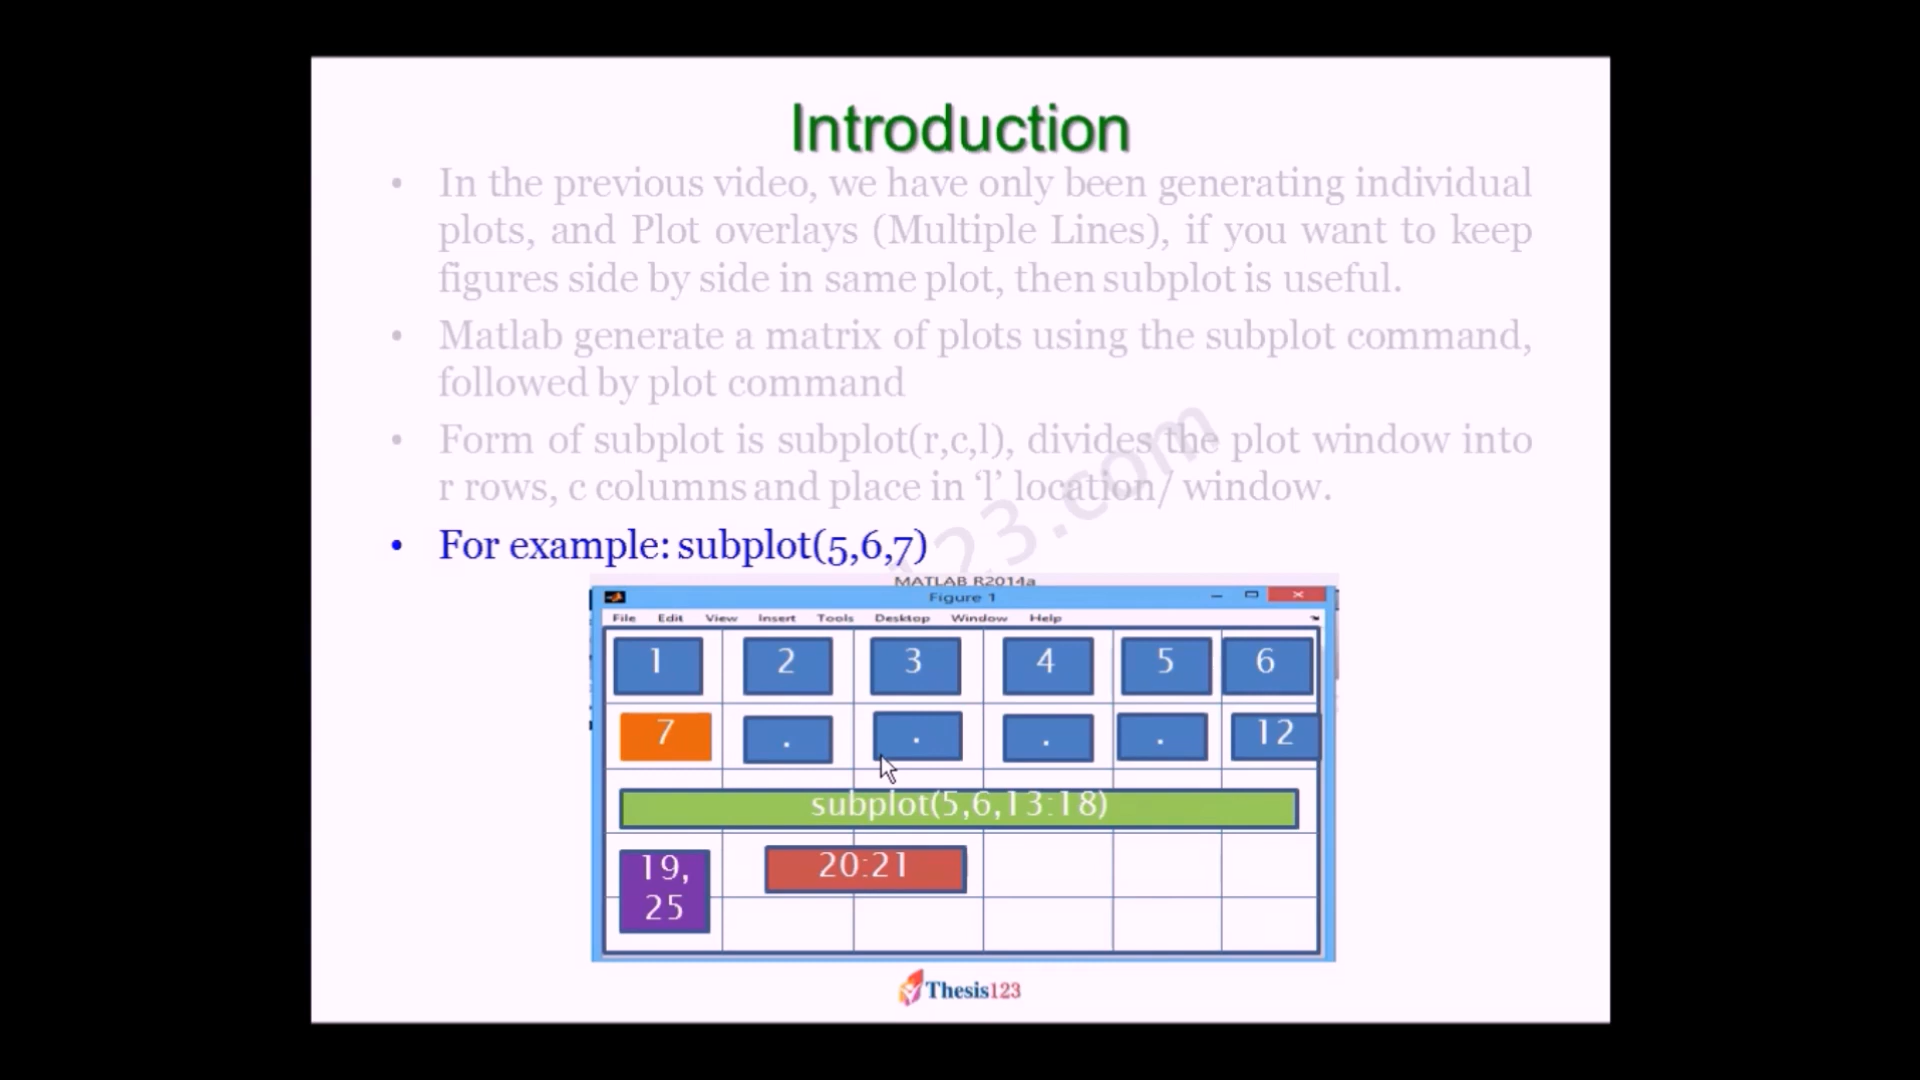 Introduction
• In the previous video, we have only been generating individual
plots, and Plot overlays (Multiple Lines), if you want to keep
figures side by side in same plot, then subplot is useful.
• Matlab generate a matrix of plots using the subplot command,
followed by plot command
• Form of subplot is subplot(r,c,l), divides the plot window into
r rows, c columns and place in ‘l’ location/ window.
• For example: subplot(5,6,7)
123.com
MATLAB R2014a
Figure 1
File Edit View Insert Tools Desktop Window Help
1 2 3 4 5 6
7 . . . . 12
subplot(5,6,13:18)
19,
25
20:21
Thesis123